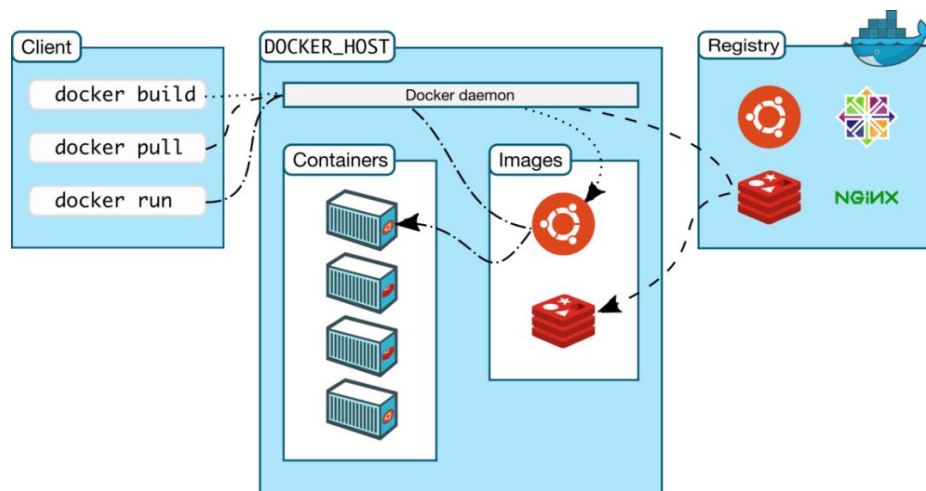 Client
docker build
docker pull
docker run
DOCKER_HOST
Docker daemon
Containers
Images
Registry
NGiNX